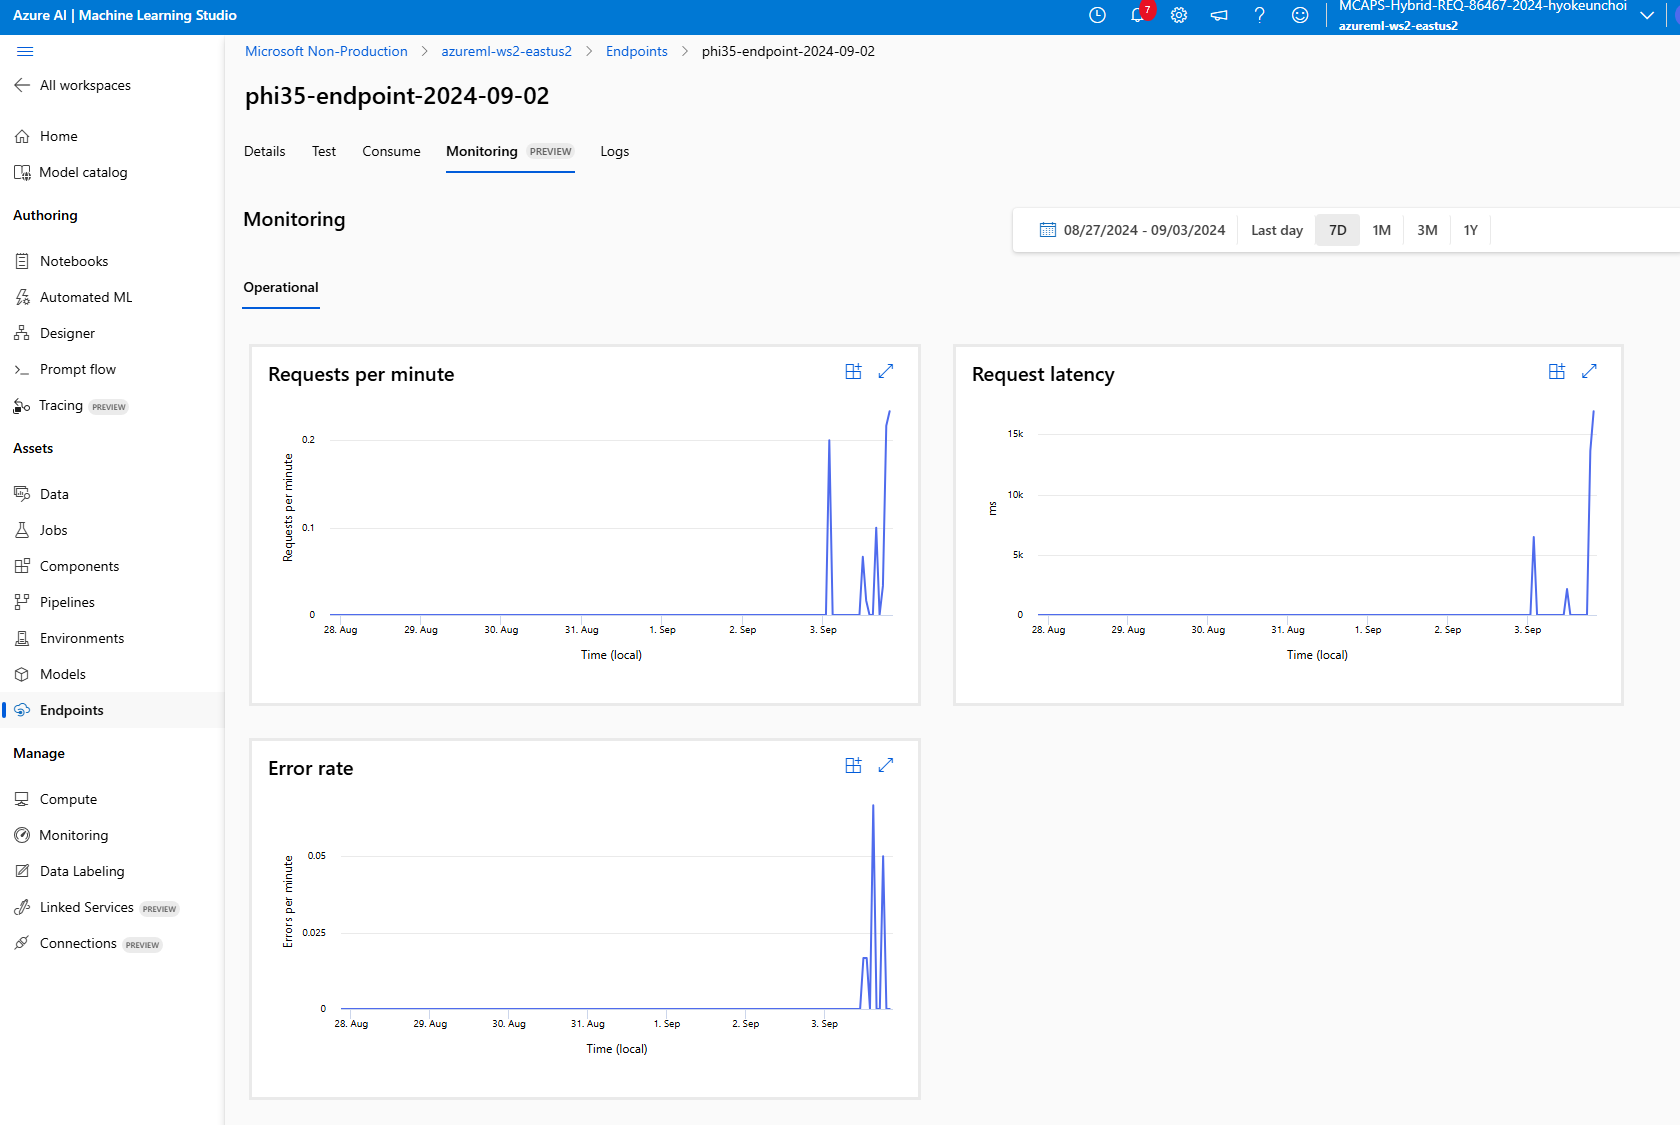 Azure AI | Machine Learning Studio
7
MCAPS-Hybrid-REQ-86467-2024-hyokeunchoi
azureml-ws2-eastus2
All workspaces
Home
Model catalog
Authoring
Notebooks
Automated ML
Designer
Prompt flow
Tracing PREVIEW
Assets
Data
Jobs
Components
Pipelines
Environments
Models
Endpoints
Manage
Compute
Monitoring
Data Labeling
Linked Services PREVIEW
Connections PREVIEW
Microsoft Non-Production > azureml-ws2-eastus2 > Endpoints > phi35-endpoint-2024-09-02
phi35-endpoint-2024-09-02
Details Test Consume Monitoring PREVIEW Logs
Monitoring
08/27/2024 - 09/03/2024 Last day 7D 1M 3M 1Y
Operational
Requests per minute
Requests per minute
0.2
0.1
0
28. Aug 29. Aug 30. Aug 31. Aug 1. Sep 2. Sep 3. Sep
Time (local)
Request latency
ms
15k
10k
5k
0
28. Aug 29. Aug 30. Aug 31. Aug 1. Sep 2. Sep 3. Sep
Time (local)
Error rate
Errors per minute
0.05
0.025
0
28. Aug 29. Aug 30. Aug 31. Aug 1. Sep 2. Sep 3. Sep
Time (local)